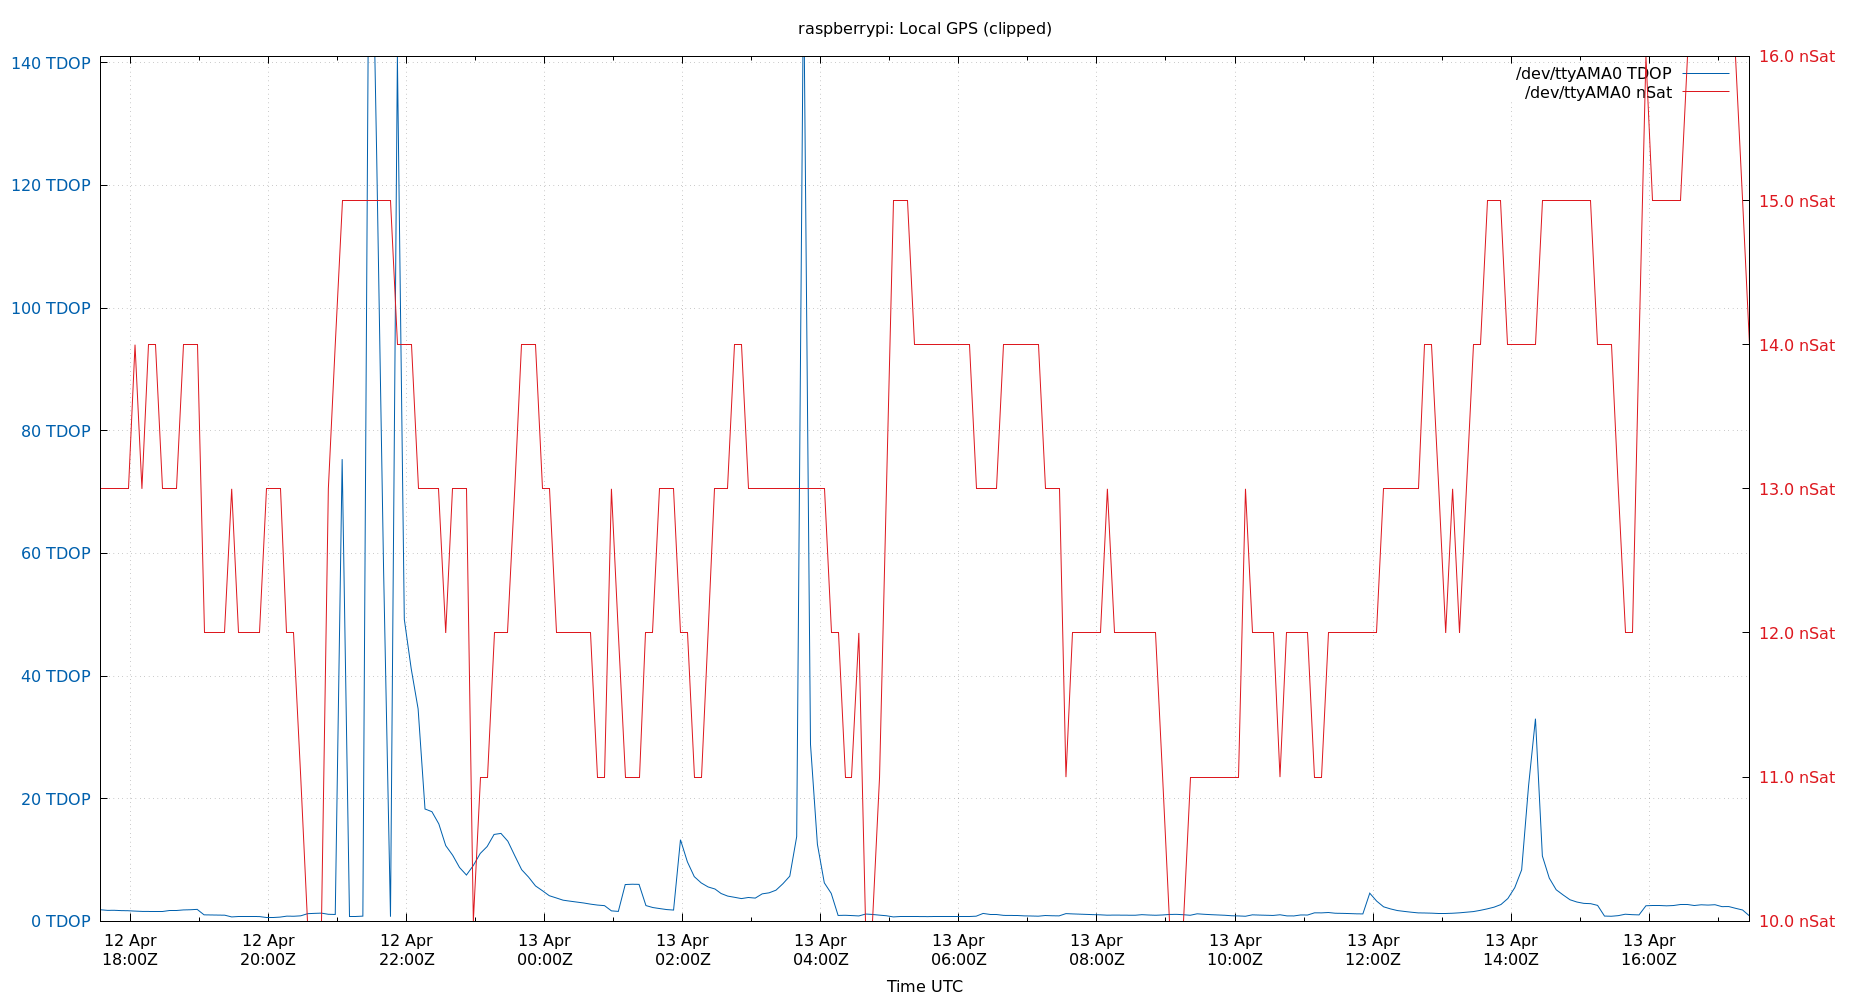 raspberrypi: Local GPS (clipped)
140 TDOP
120 TDOP
100 TDOP
80 TDOP
60 TDOP
40 TDOP
20 TDOP
0 TDOP
16.0 nSat
15.0 nSat
14.0 nSat
13.0 nSat
12.0 nSat
11.0 nSat
10.0 nSat
/dev/ttyAMA0 TDOP
/dev/ttyAMA0 nSat
12 Apr
18:00Z
12 Apr
20:00Z
12 Apr
22:00Z
13 Apr
00:00Z
13 Apr
02:00Z
13 Apr
04:00Z
13 Apr
06:00Z
13 Apr
08:00Z
13 Apr
10:00Z
13 Apr
12:00Z
13 Apr
14:00Z
13 Apr
16:00Z
Time UTC